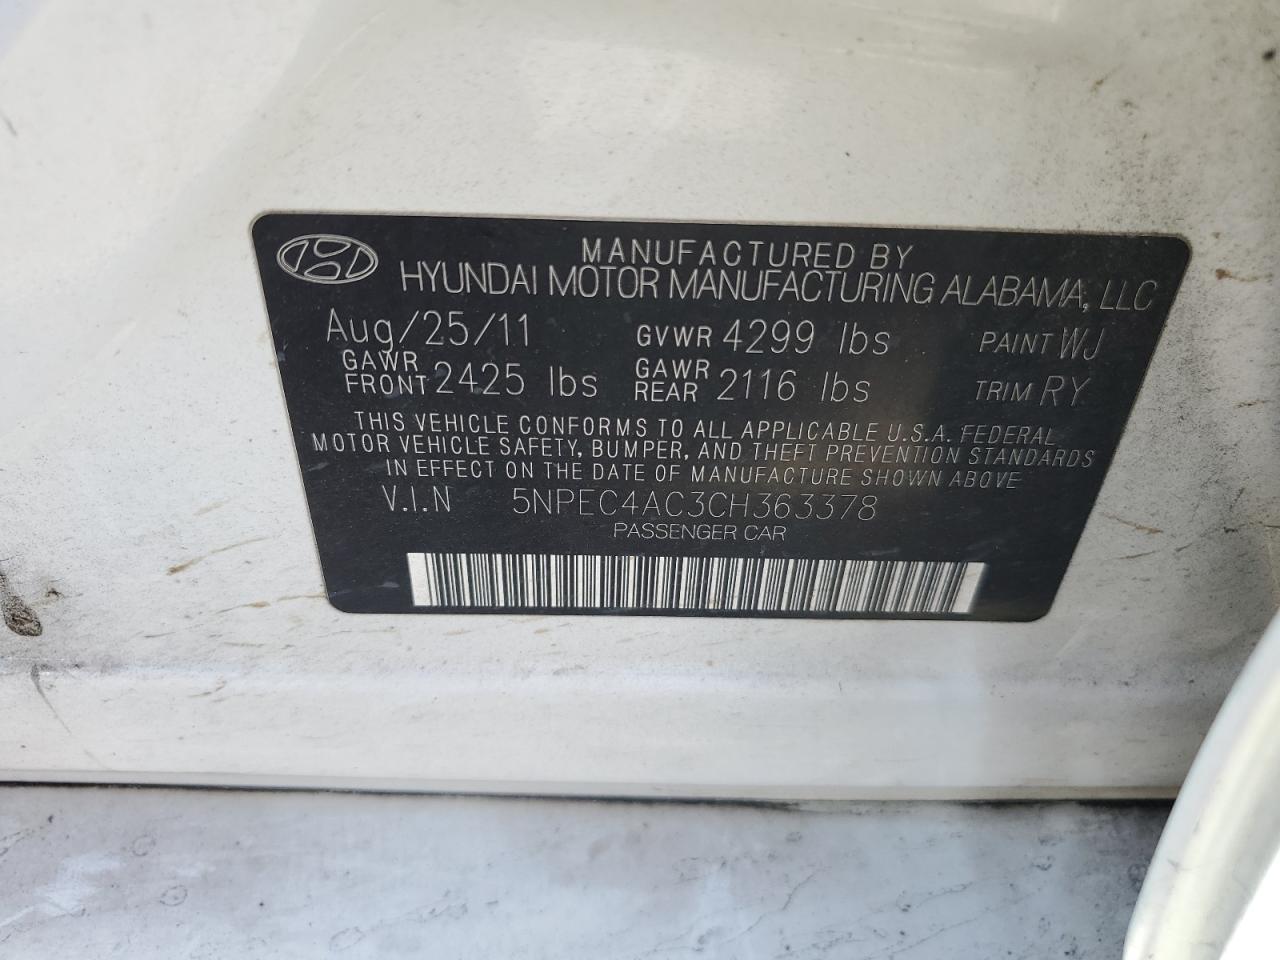 MANUFACTURED BY
HYUNDAI MOTOR MANUFACTURING ALABAMA, LLC
Aug/25/11 GVWR 4299 lbs PAINT WJ
GAWR FRONT 2425 lbs GAWR REAR 2116 lbs TRIM RY
THIS VEHICLE CONFORMS TO ALL APPLICABLE U.S.A. FEDERAL
MOTOR VEHICLE SAFETY, BUMPER, AND THEFT PREVENTION STANDARDS
IN EFFECT ON THE DATE OF MANUFACTURE SHOWN ABOVE
V.I.N 5NPEC4AC3CH363378
PASSENGER CAR